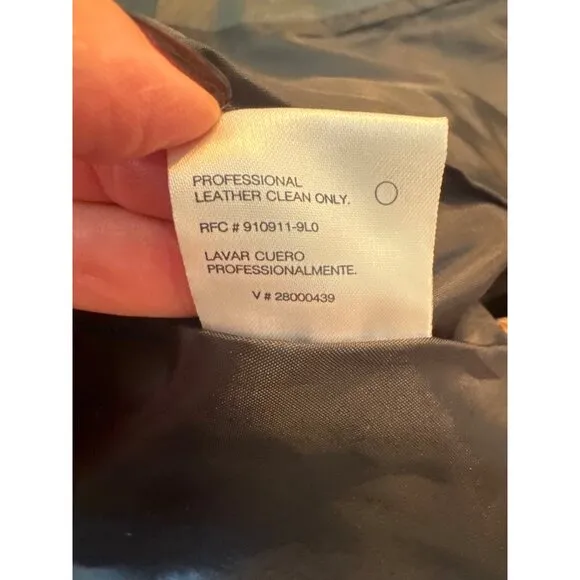 PROFESSIONAL
LEATHER CLEAN ONLY.
RFC # 910911-9L0
LAVAR CUERO
PROFESSIONALMENTE.
V # 28000439